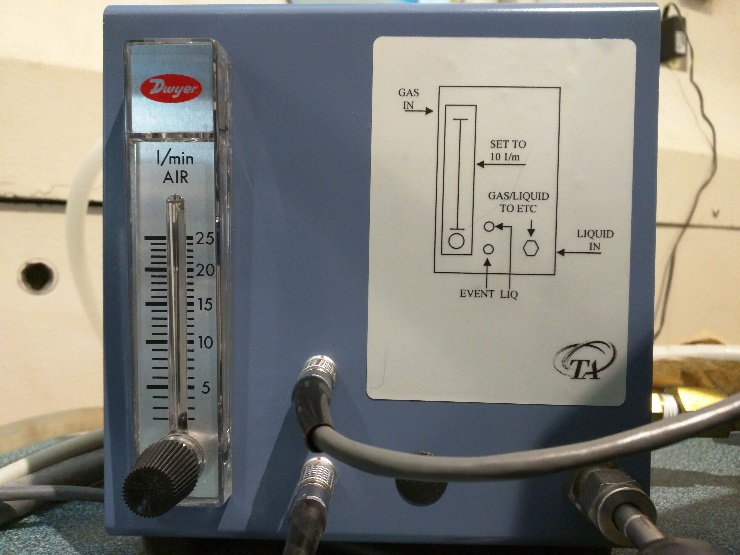 Dwyer
l/min
AIR
25
20
15
10
5
GAS
IN
SET TO
10 l/m
GAS/LIQUID
TO ETC
LIQUID
IN
EVENT LIQ
TA